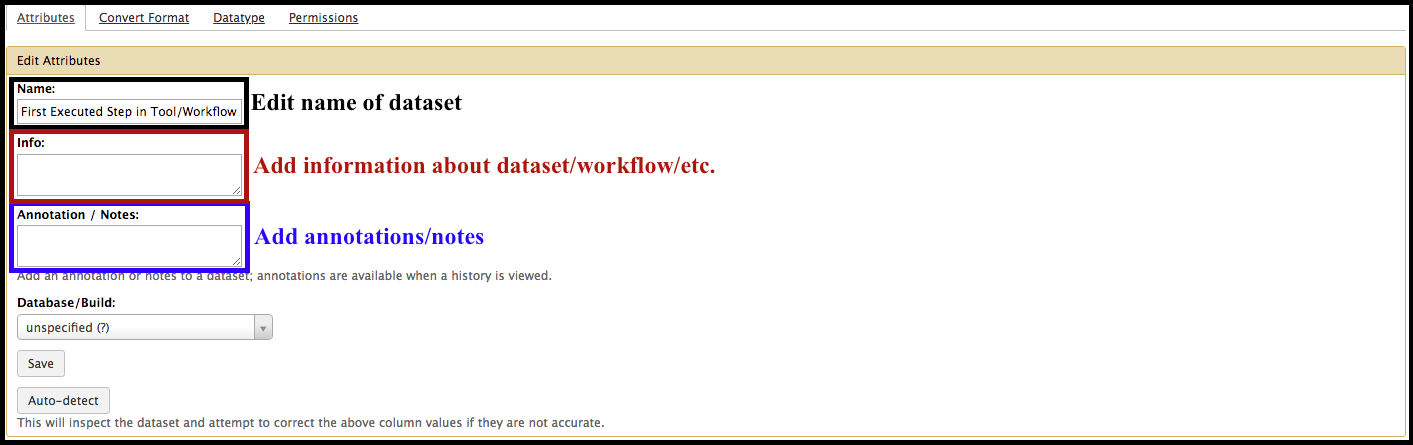 Attributes Convert Format Datatype Permissions
Edit Attributes
Name:
First Executed Step in Tool/Workflow
Edit name of dataset
Info:
Add information about dataset/workflow/etc.
Annotation / Notes:
Add annotations/notes
Add an annotation or notes to a dataset; annotations are available when a history is viewed.
Database/Build:
unspecified (?)
Save
Auto-detect
This will inspect the dataset and attempt to correct the above column values if they are not accurate.